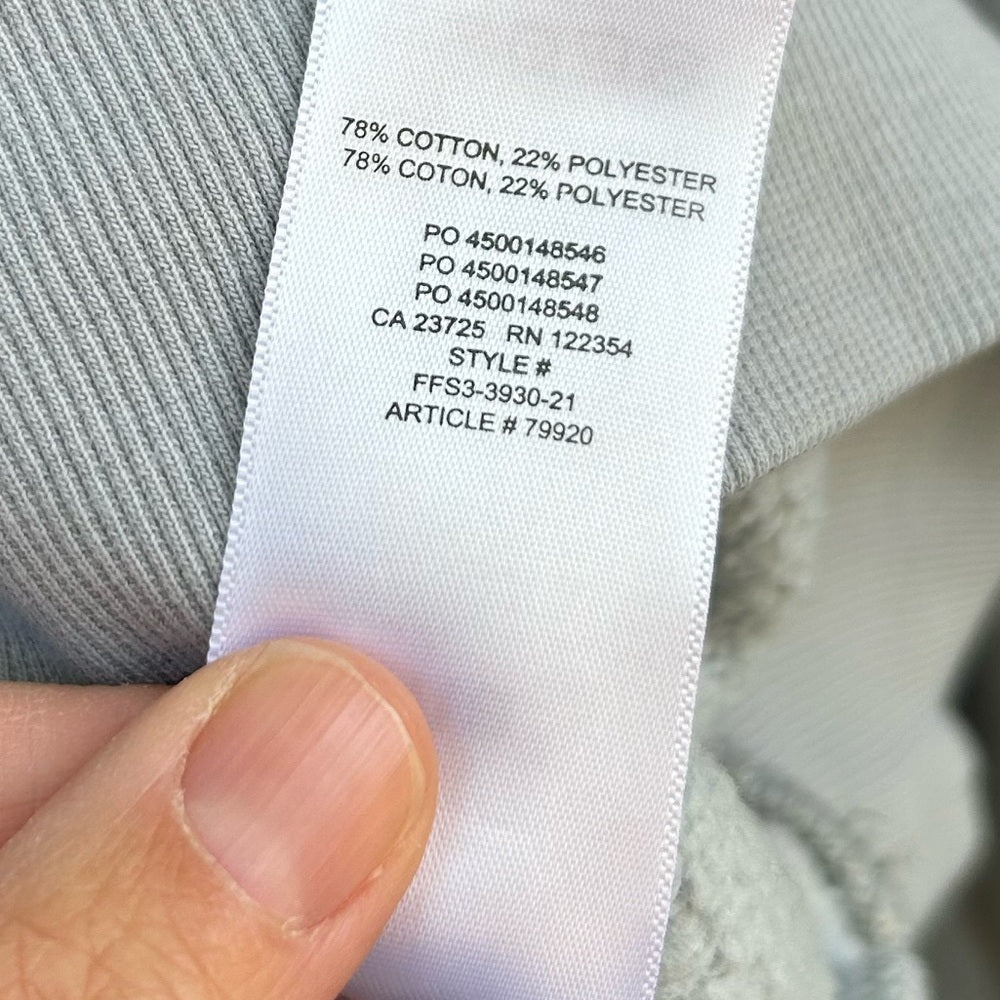 78% COTTON, 22% POLYESTER
78% COTON, 22% POLYESTER
PO 4500148546
PO 4500148547
PO 4500148548
CA 23725 RN 122354
STYLE #
FFS3-3930-21
ARTICLE # 79920